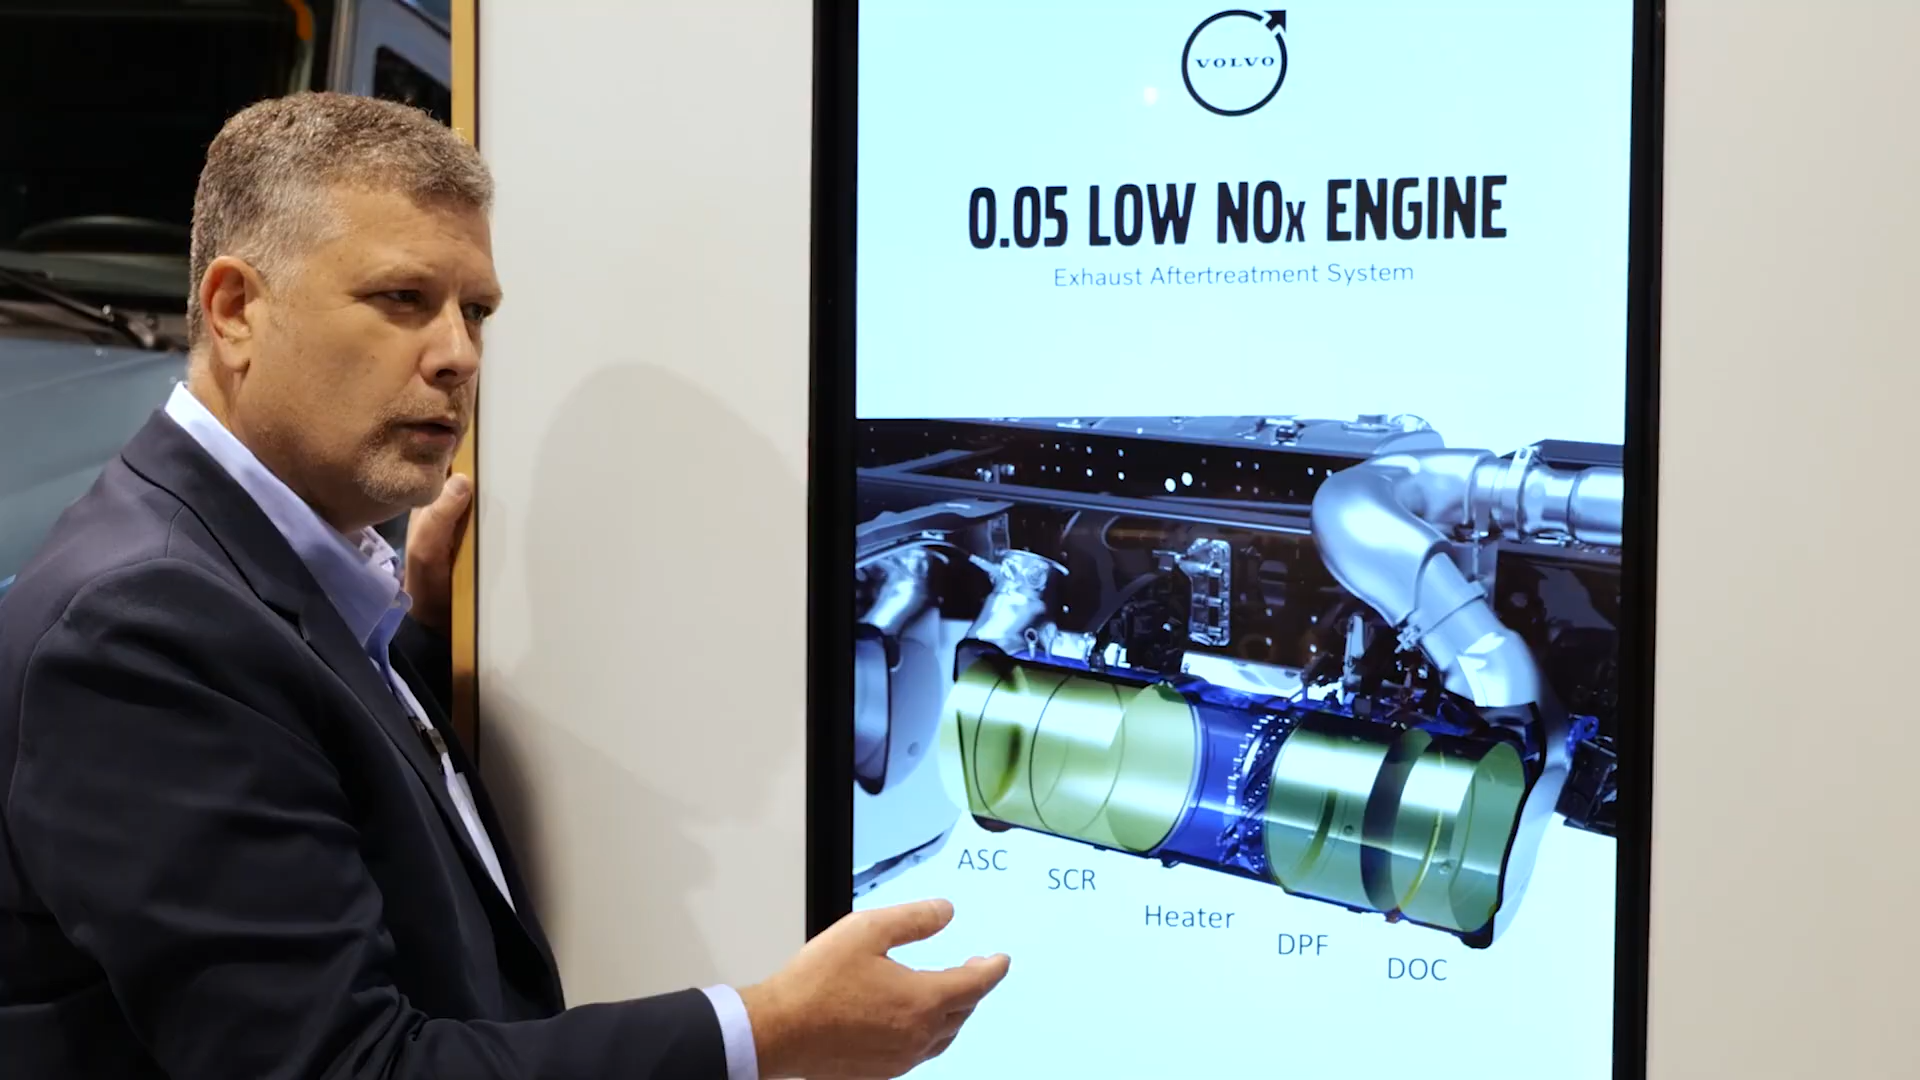 VOLVO
0.05 LOW NOx ENGINE
Exhaust Aftertreatment System
ASC
SCR
Heater
DPF
DOC